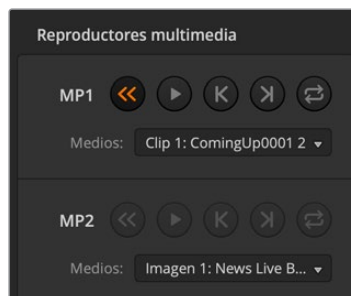 Reproductores multimedia
MP1
Medios: Clip 1: ComingUp0001 2
MP2
Medios: Imagen 1: News Live B...